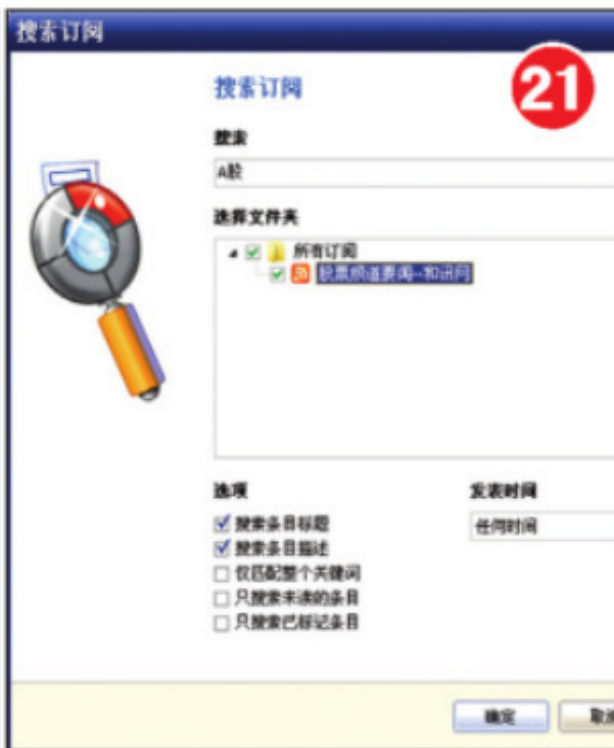 搜索订阅
搜索订阅
21
搜索
A股
选择文件夹
所有订阅
股票频道要闻--和讯网
选项
发表时间
搜索条目标题
任何时间
搜索条目描述
仅匹配整个关键词
只搜索未读的条目
只搜索已标记条目
确定
取消